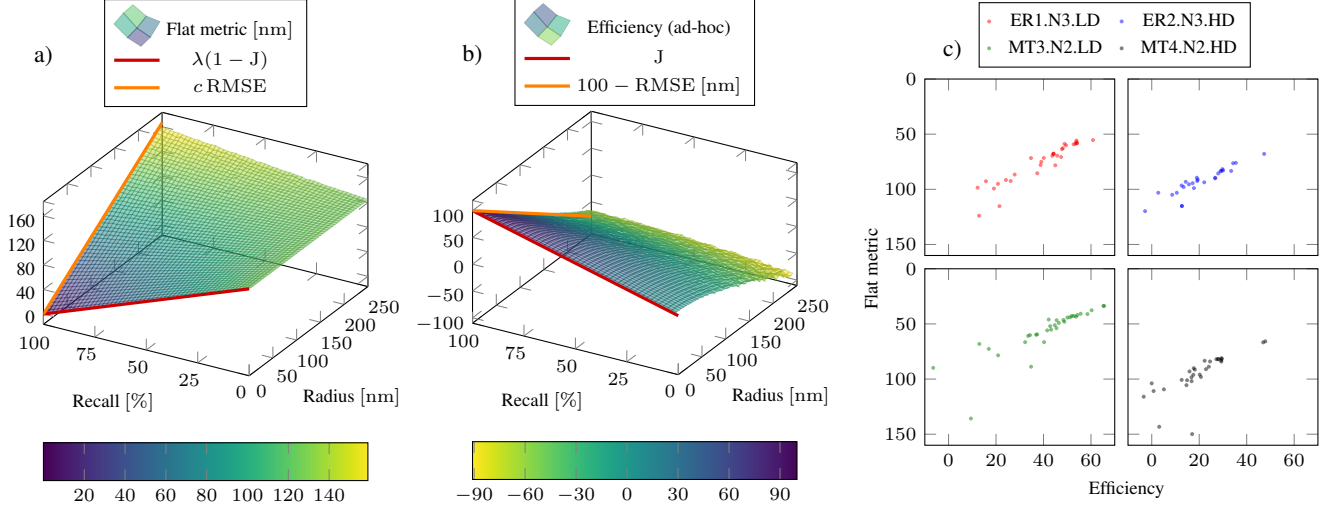 a)
Flat metric [nm]
λ(1 − J)
c RMSE
160
120
80
40
0
100
75
50
25
0
0
50
100
150
200
250
Recall [%]
Radius [nm]
20 40 60 80 100 120 140
b)
Efficiency (ad-hoc)
J
100 − RMSE [nm]
100
50
0
−50
−100
100
75
50
25
0
0
50
100
150
200
250
Recall [%]
Radius [nm]
−90 −60 −30 0 30 60 90
c)
ER1.N3.LD ER2.N3.HD
MT3.N2.LD MT4.N2.HD
0
50
100
150
0
50
100
150
Flat metric
0 20 40 60 0 20 40 60
Efficiency